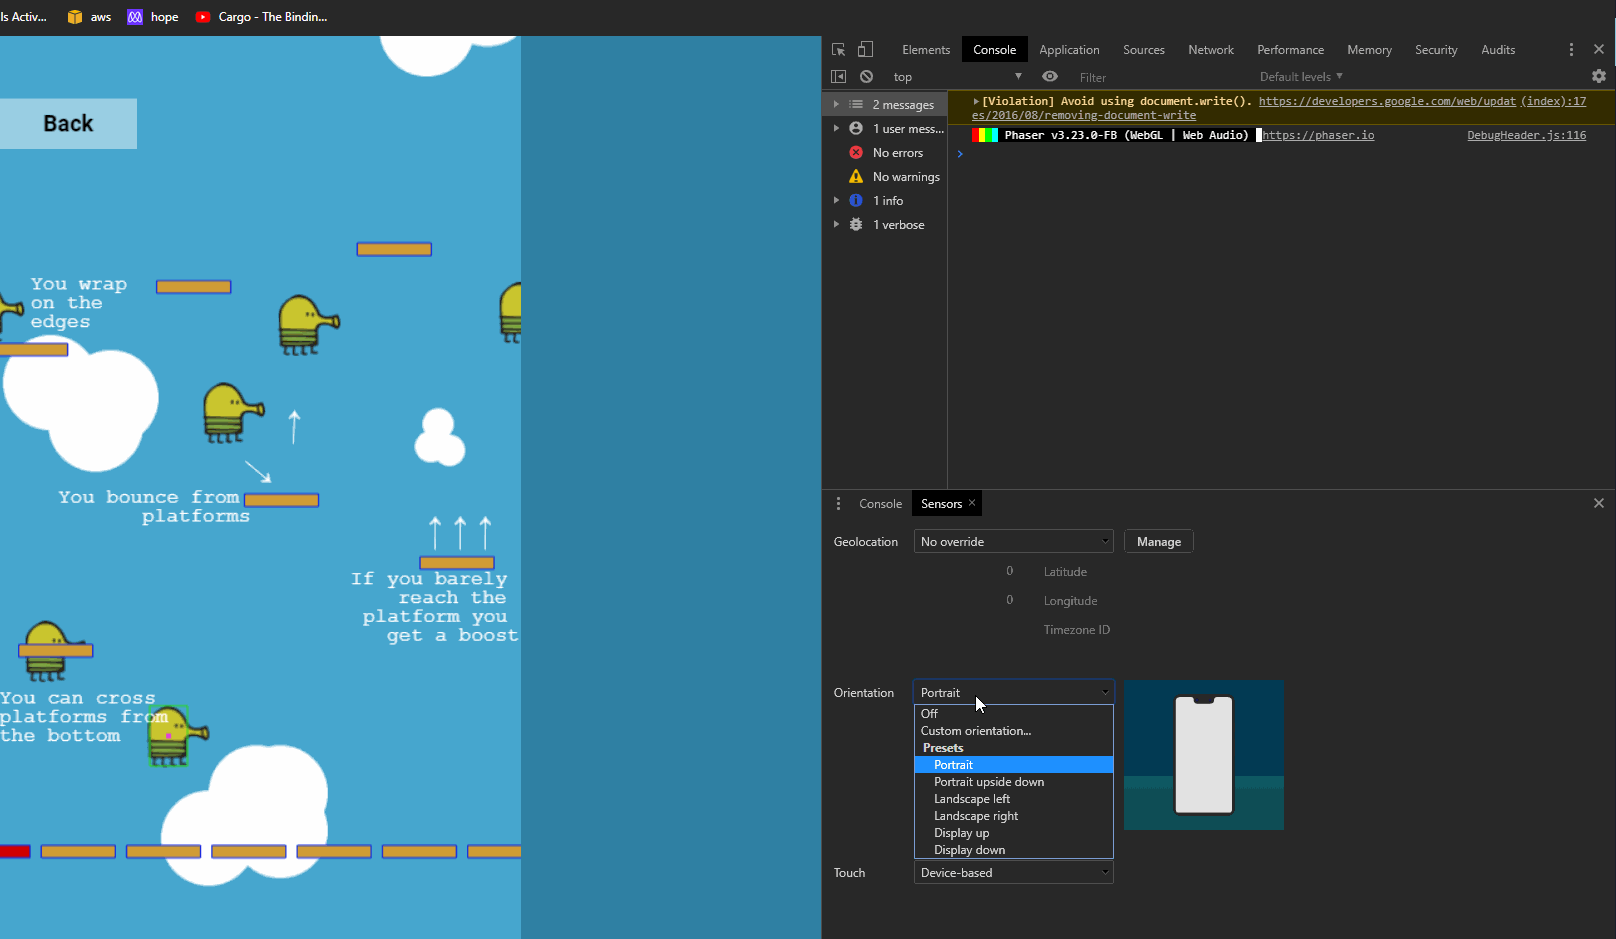 ls Activ... aws hope Cargo - The Bindin...
Back
You wrap
on the
edges
You bounce from
platforms
If you barely
reach the
platform you
get a boost
You can cross
platforms from
the bottom
Elements Console Application Sources Network Performance Memory Security Audits
top Filter Default levels
2 messages
1 user mess...
No errors
No warnings
1 info
1 verbose
[Violation] Avoid using document.write(). https://developers.google.com/web/updat (index):17
es/2016/08/removing-document-write
Phaser v3.23.0-FB (WebGL | Web Audio) https://phaser.io DebugHeader.js:116
Console Sensors
Geolocation No override Manage
0 Latitude
0 Longitude
Timezone ID
Orientation Portrait
Off
Custom orientation...
Presets
Portrait
Portrait upside down
Landscape left
Landscape right
Display up
Display down
Touch Device-based